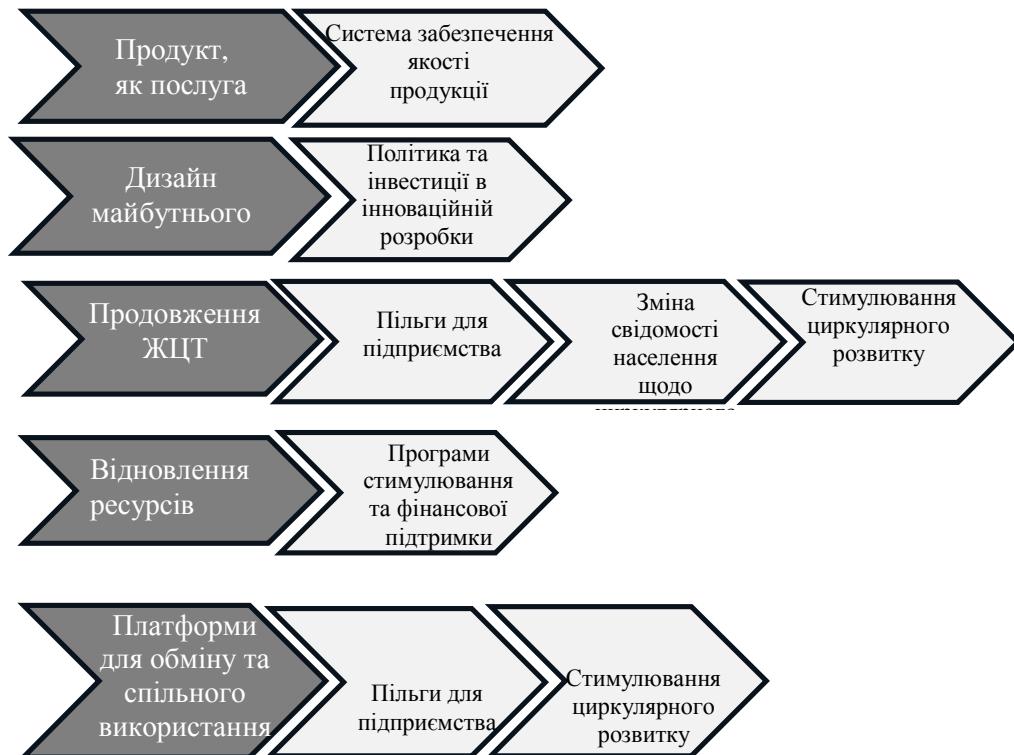 Продукт,
як послуга
Система забезпечення
якості
продукції
Дизайн
майбутнього
Політика та
інвестиції в
інноваційній
розробки
Продовження
ЖЦТ
Пільги для
підприємства
Зміна
свідомості
населення
щодо
Стимулювання
циркулярного
розвитку
Відновлення
ресурсів
Програми
стимулювання
та фінансової
підтримки
Платформи
для обміну та
спільного
використання
Пільги для
підприємства
Стимулювання
циркулярного
розвитку